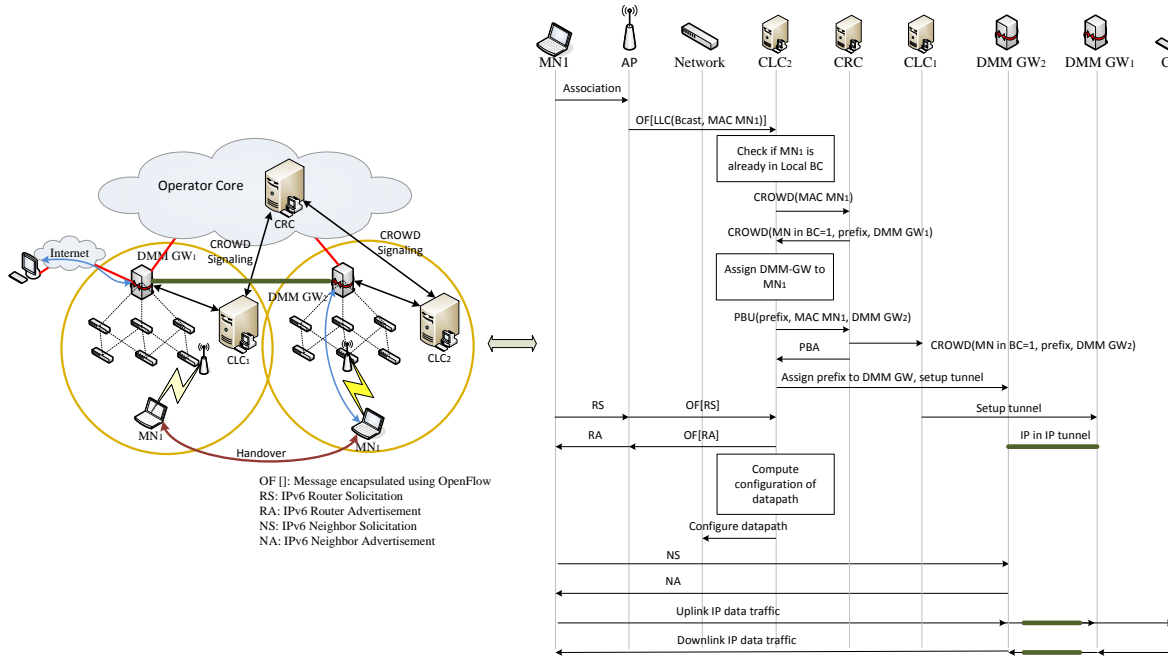 Operator Core
CRC
CROWD
Signaling
CROWD
Signaling
Internet
DMM GW1
DMM GW2
CLC1
CLC2
MN1
MN1
Handover
OF []: Message encapsulated using OpenFlow
RS: IPv6 Router Solicitation
RA: IPv6 Router Advertisement
NS: IPv6 Neighbor Solicitation
NA: IPv6 Neighbor Advertisement
MN1 AP Network CLC2 CRC CLC1 DMM GW2 DMM GW1 C
Association
OF[LLC(Bcast, MAC MN1)]
Check if MN1 is
already in Local BC
CROWD(MAC MN1)
CROWD(MN in BC=1, prefix, DMM GW1)
Assign DMM-GW to
MN1
PBU(prefix, MAC MN1, DMM GW2)
CROWD(MN in BC=1, prefix, DMM GW2)
PBA
Assign prefix to DMM GW, setup tunnel
RS OF[RS] Setup tunnel
RA OF[RA] IP in IP tunnel
Compute
configuration of
datapath
Configure datapath
NS
NA
Uplink IP data traffic
Downlink IP data traffic